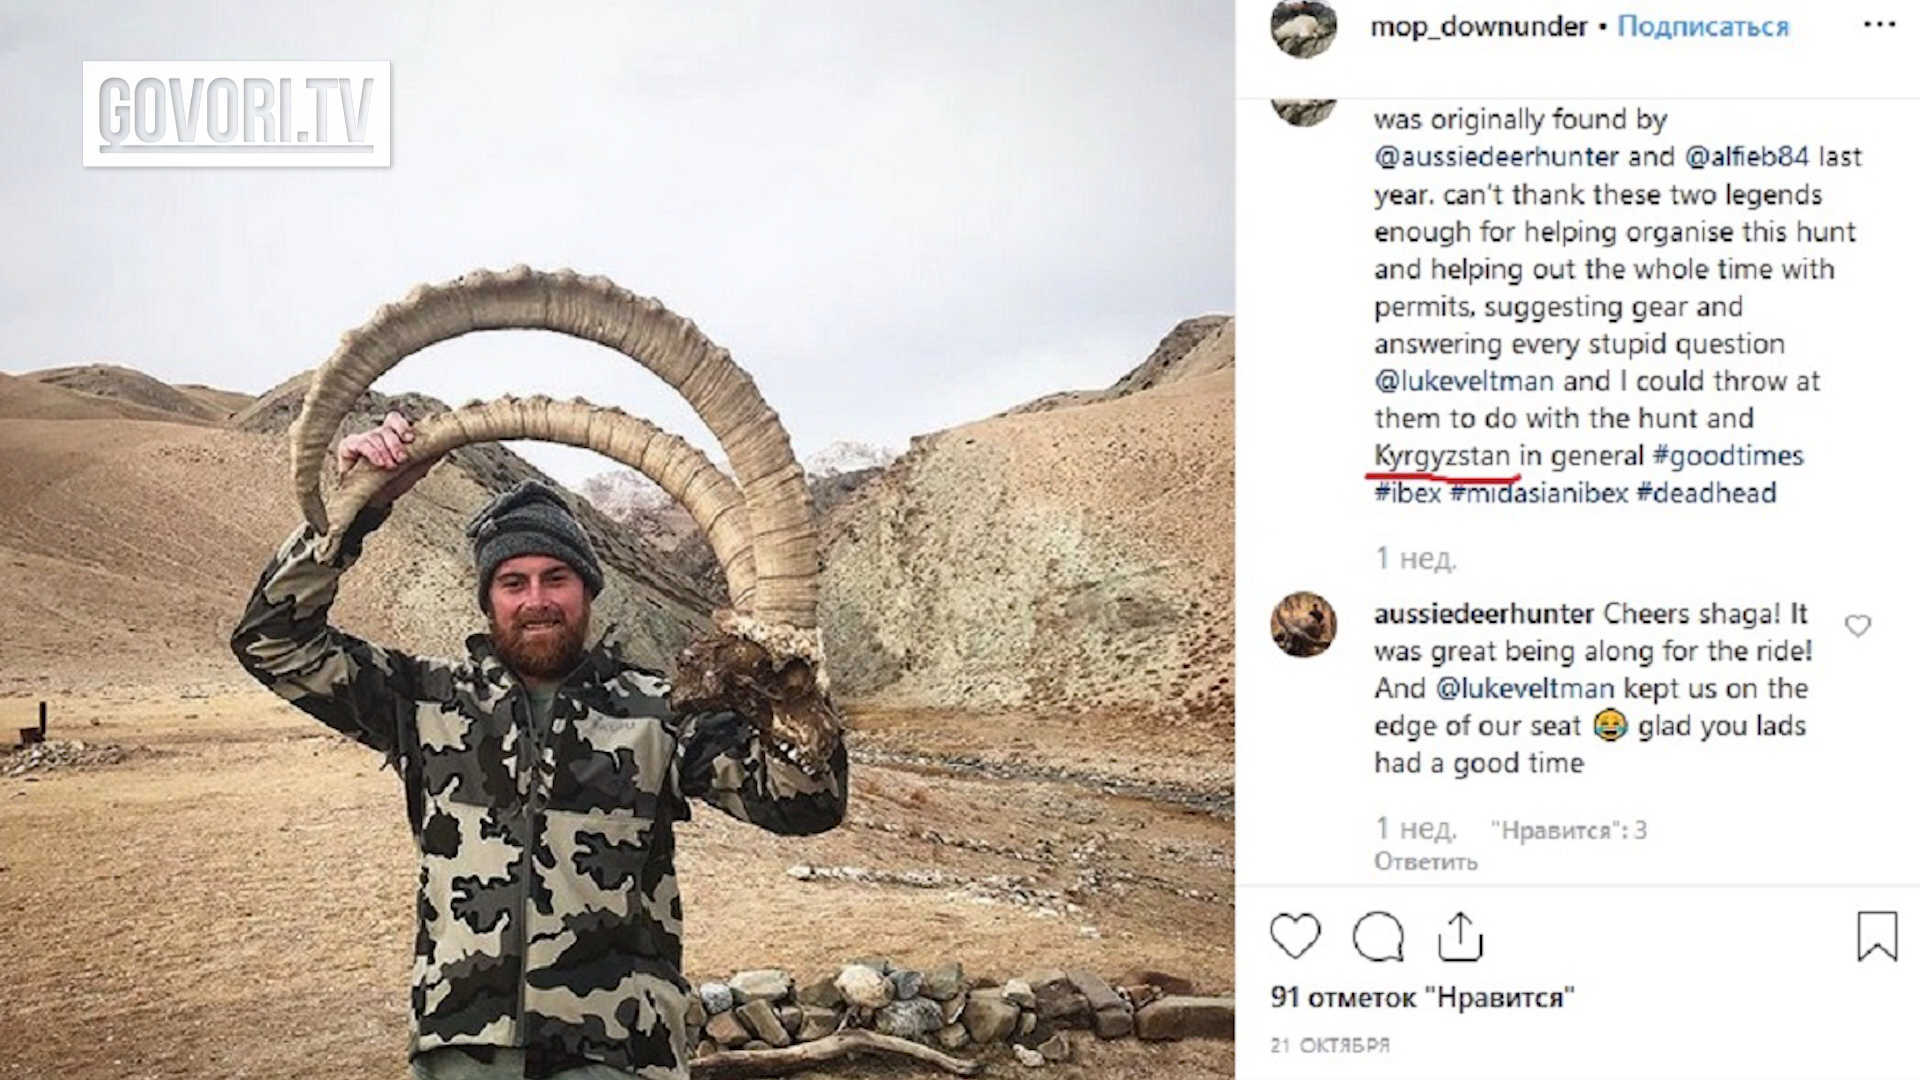 GOVORI.TV
mop_downunder • Подписаться
was originally found by
@aussiedeerhunter and @alfieb84 last
year. can't thank these two legends
enough for helping organise this hunt
and helping out the whole time with
permits, suggesting gear and
answering every stupid question
@lukeveltman and I could throw at
them to do with the hunt and
Kyrgyzstan in general #goodtimes
#ibex #midasianibex #deadhead
1 нед.
aussiedeerhunter Cheers shaga! It
was great being along for the ride!
And @lukeveltman kept us on the
edge of our seat 😂 glad you lads
had a good time
1 нед. "Нравится": 3
Ответить
91 отметок "Нравится"
21 ОКТЯБРЯ